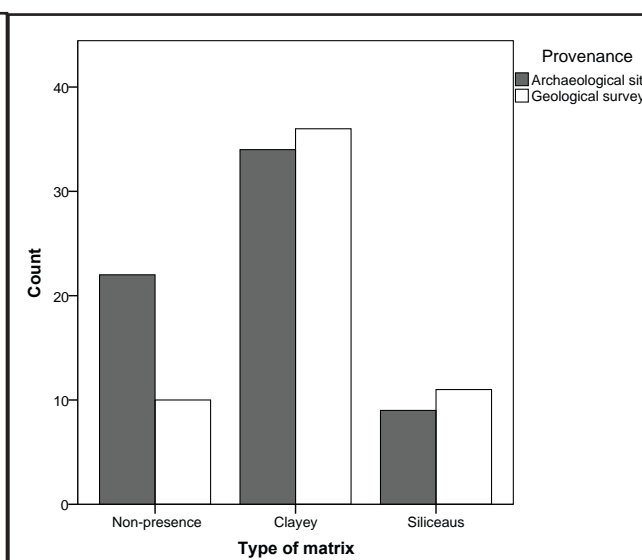 Provenance
Archaeological sit
Geological survey
Count
40
30
20
10
0
Non-presence Clayey Siliceaus
Type of matrix